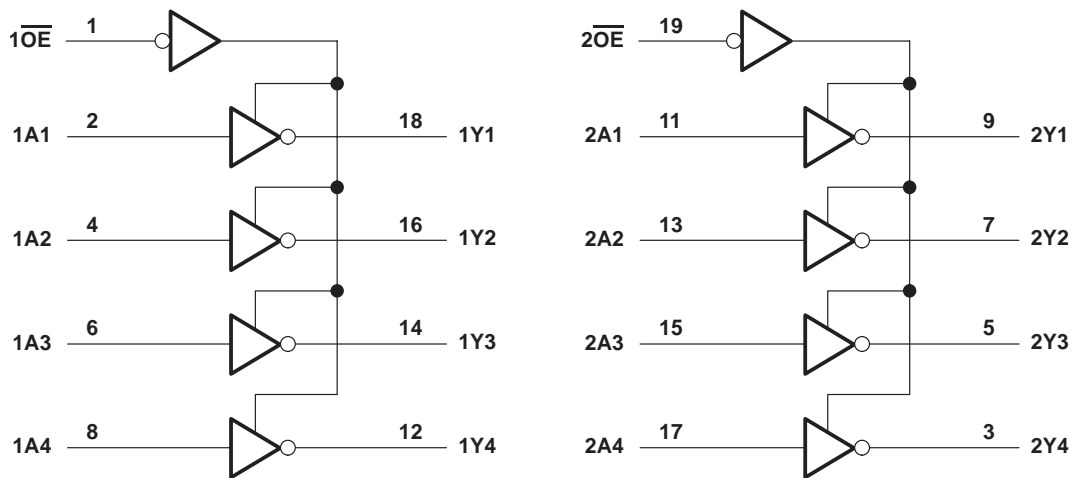 1OE 1
1A1 2 18 1Y1
1A2 4 16 1Y2
1A3 6 14 1Y3
1A4 8 12 1Y4
2OE 19
2A1 11 9 2Y1
2A2 13 7 2Y2
2A3 15 5 2Y3
2A4 17 3 2Y4